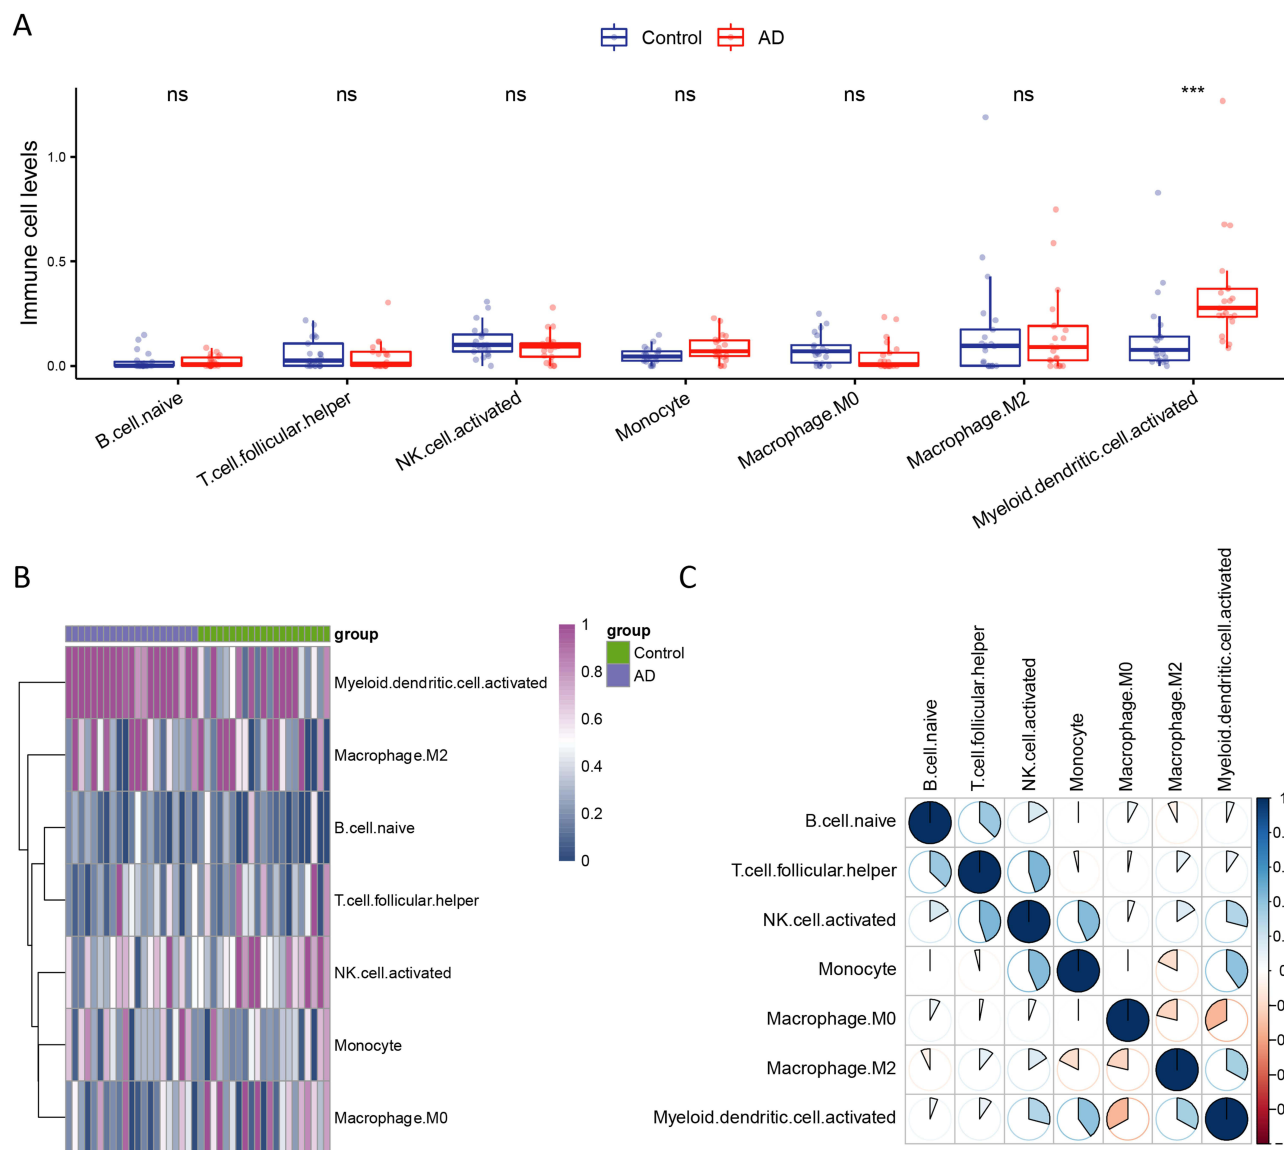 A
Control AD
ns ns ns ns ns ns ***
Immune cell levels
1.0
0.5
0.0
B.cell.naive
T.cell.follicular.helper
NK.cell.activated
Monocyte
Macrophage.M0
Macrophage.M2
Myeloid.dendritic.cell.activated
B
group
Myeloid.dendritic.cell.activated
Macrophage.M2
B.cell.naive
T.cell.follicular.helper
NK.cell.activated
Monocyte
Macrophage.M0
1
0.8
0.6
0.4
0.2
0
group
Control
AD
C
B.cell.naive
T.cell.follicular.helper
NK.cell.activated
Monocyte
Macrophage.M0
Macrophage.M2
Myeloid.dendritic.cell.activated
B.cell.naive
T.cell.follicular.helper
NK.cell.activated
Monocyte
Macrophage.M0
Macrophage.M2
Myeloid.dendritic.cell.activated